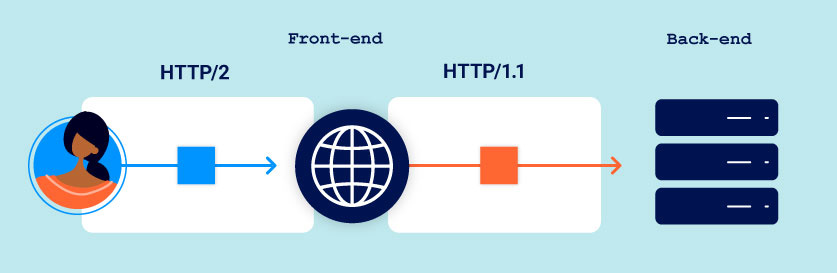 Front-end
Back-end
HTTP/2
HTTP/1.1